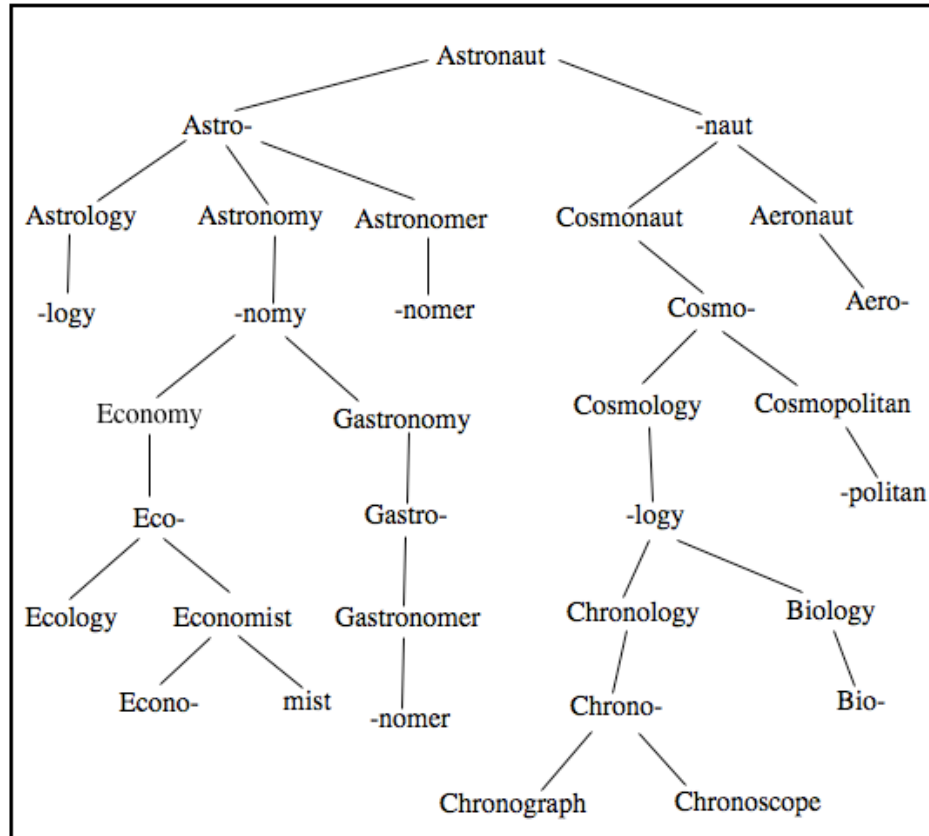 Astronaut
Astro- -naut
Astrology Astronomy Astronomer Cosmonaut Aeronaut
-logy -nomy -nomer Cosmo- Aero-
Economy Gastronomy Cosmology Cosmopolitan
Eco- Gastro- -logy -politan
Ecology Economist Gastronomer Chronology Biology
Econo- mist -nomer Chrono- Bio-
Chronograph Chronoscope